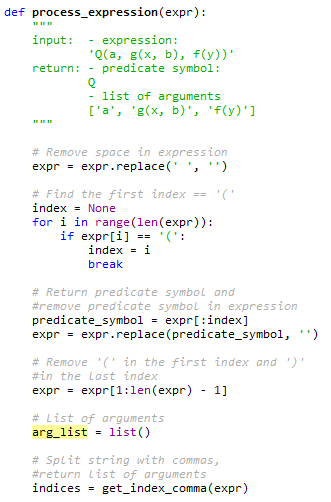 def process_expression(expr):
"""
input:  - expression:
'Q(a, g(x, b), f(y))'
return: - predicate symbol:
Q
- list of arguments
['a', 'g(x, b)', 'f(y)']
"""
# Remove space in expression
expr = expr.replace(' ', '')
# Find the first index == '('
index = None
for i in range(len(expr)):
if expr[i] == '(':
index = i
break
# Return predicate symbol and
#remove predicate symbol in expression
predicate_symbol = expr[:index]
expr = expr.replace(predicate_symbol, '')
# Remove '(' in the first index and ')'
#in the last index
expr = expr[1:len(expr) - 1]
# List of arguments
arg_list = list()
# Split string with commas,
#return list of arguments
indices = get_index_comma(expr)